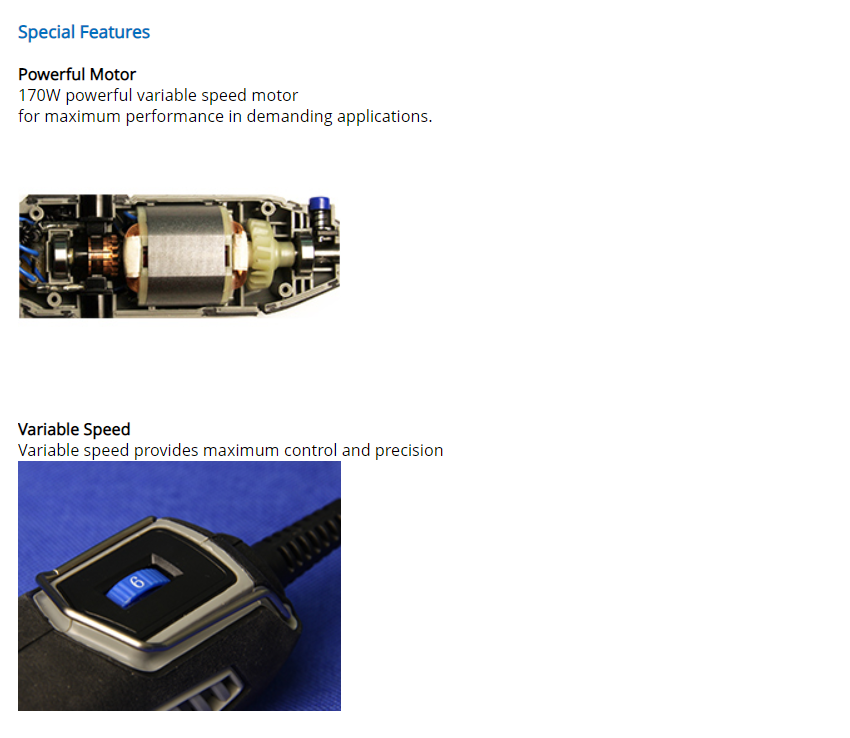 Special Features
Powerful Motor
170W powerful variable speed motor
for maximum performance in demanding applications.
Variable Speed
Variable speed provides maximum control and precision
6